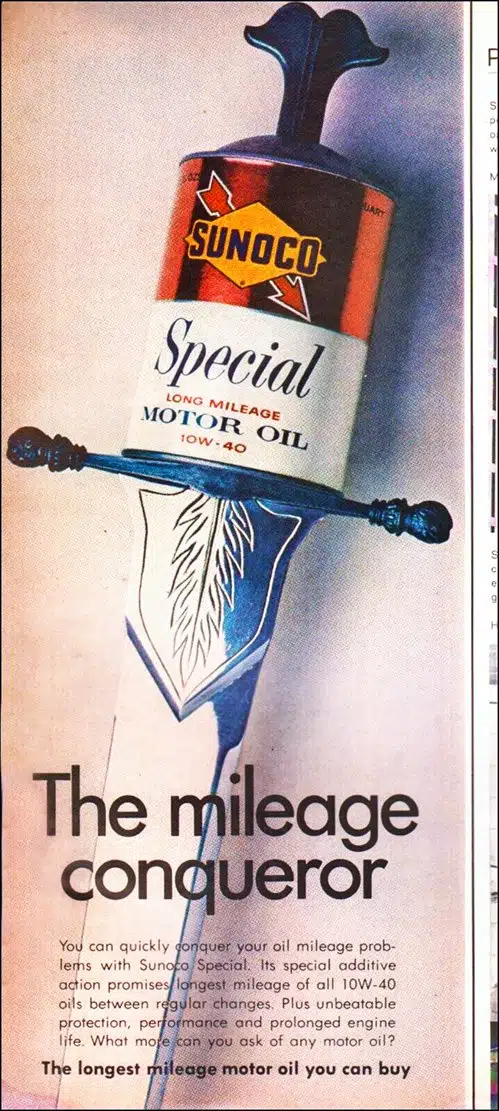 QUART
SUNOCO
Special
LONG MILEAGE
MOTOR OIL
10W-40
The mileage
conqueror
You can quickly conquer your oil mileage prob-
lems with Sunoco Special. Its special additive
action promises longest mileage of all 10W-40
oils between regular changes. Plus unbeatable
protection, performance and prolonged engine
life. What more can you ask of any motor oil?
The longest mileage motor oil you can buy